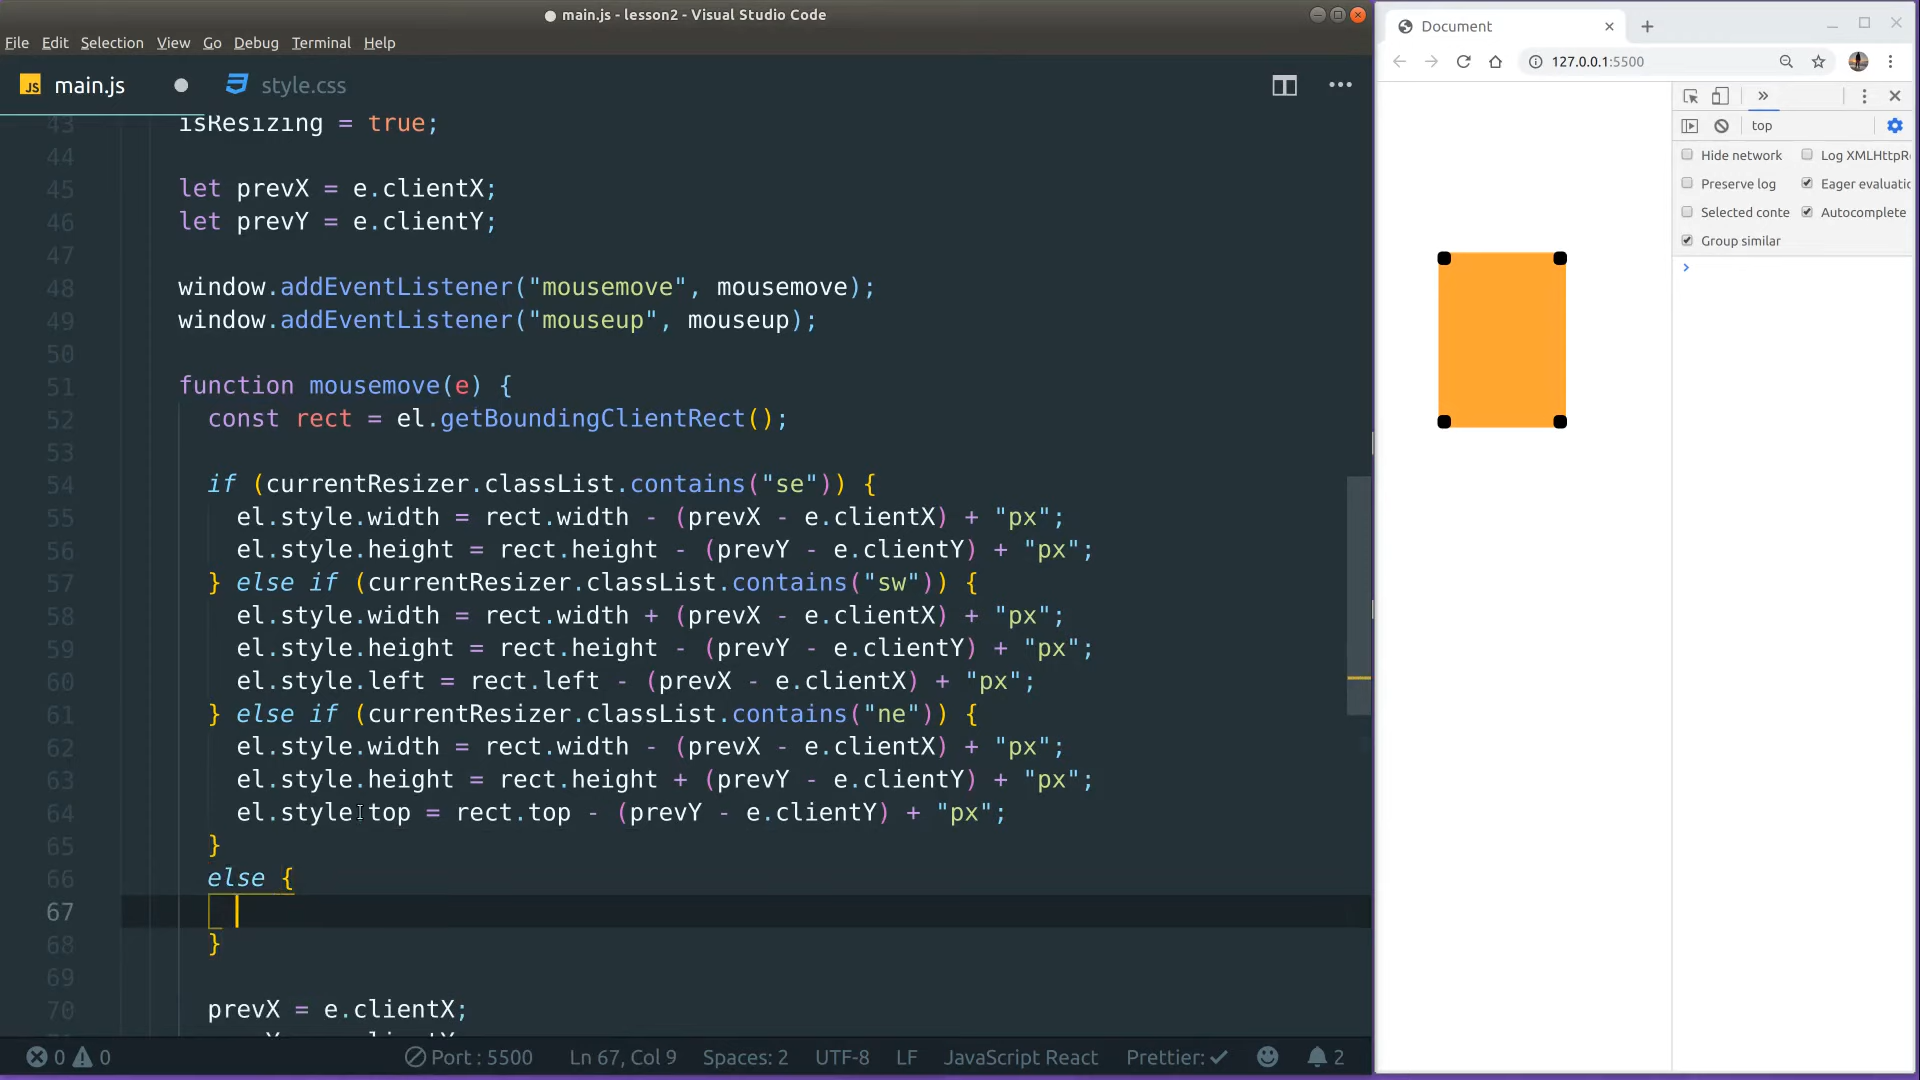 main.js - lesson2 - Visual Studio Code
File Edit Selection View Go Debug Terminal Help
JS main.js style.css
43 isResizing = true;
44
45 let prevX = e.clientX;
46 let prevY = e.clientY;
47
48 window.addEventListener("mousemove", mousemove);
49 window.addEventListener("mouseup", mouseup);
50
51 function mousemove(e) {
52 const rect = el.getBoundingClientRect();
53
54 if (currentResizer.classList.contains("se")) {
55 el.style.width = rect.width - (prevX - e.clientX) + "px";
56 el.style.height = rect.height - (prevY - e.clientY) + "px";
57 } else if (currentResizer.classList.contains("sw")) {
58 el.style.width = rect.width + (prevX - e.clientX) + "px";
59 el.style.height = rect.height - (prevY - e.clientY) + "px";
60 el.style.left = rect.left - (prevX - e.clientX) + "px";
61 } else if (currentResizer.classList.contains("ne")) {
62 el.style.width = rect.width - (prevX - e.clientX) + "px";
63 el.style.height = rect.height + (prevY - e.clientY) + "px";
64 el.style.top = rect.top - (prevY - e.clientY) + "px";
65 }
66 else {
67
68 }
69
70 prevX = e.clientX;
0 0 Port : 5500 Ln 67, Col 9 Spaces: 2 UTF-8 LF JavaScript React Prettier: 2
Document
127.0.0.1:5500
top
Hide network Log XMLHttpR
Preserve log Eager evaluatio
Selected conte Autocomplete
Group similar